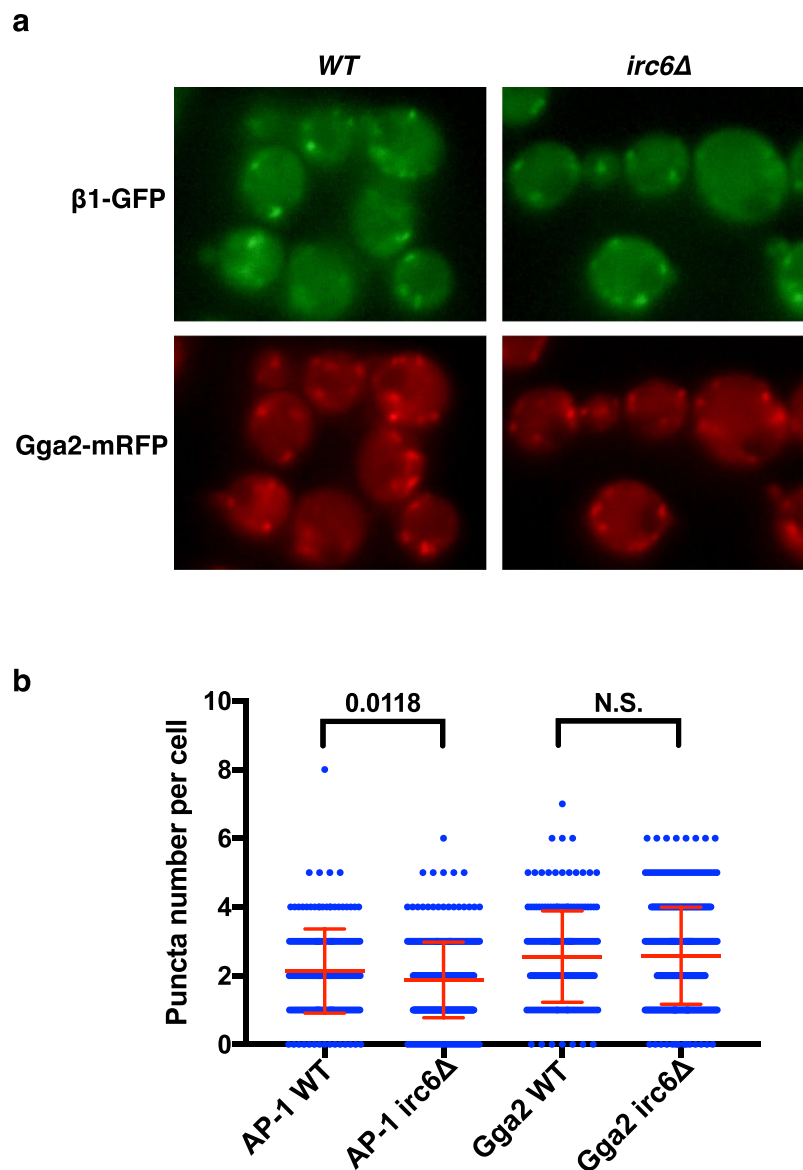 a
WT
irc6Δ
β1-GFP
Gga2-mRFP
b
Puncta number per cell
10
8
6
4
2
0
0.0118
N.S.
AP-1 WT
AP-1 irc6Δ
Gga2 WT
Gga2 irc6Δ